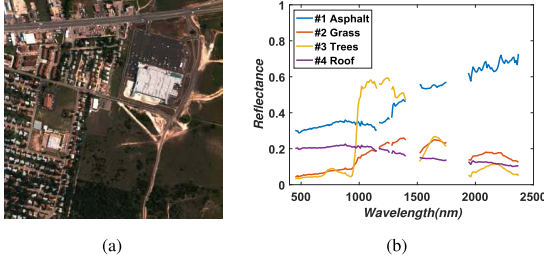 1
0.8
0.6
0.4
0.2
0
Reflectance
#1 Asphalt
#2 Grass
#3 Trees
#4 Roof
500 1000 1500 2000 2500
Wavelength(nm)
(a) (b)